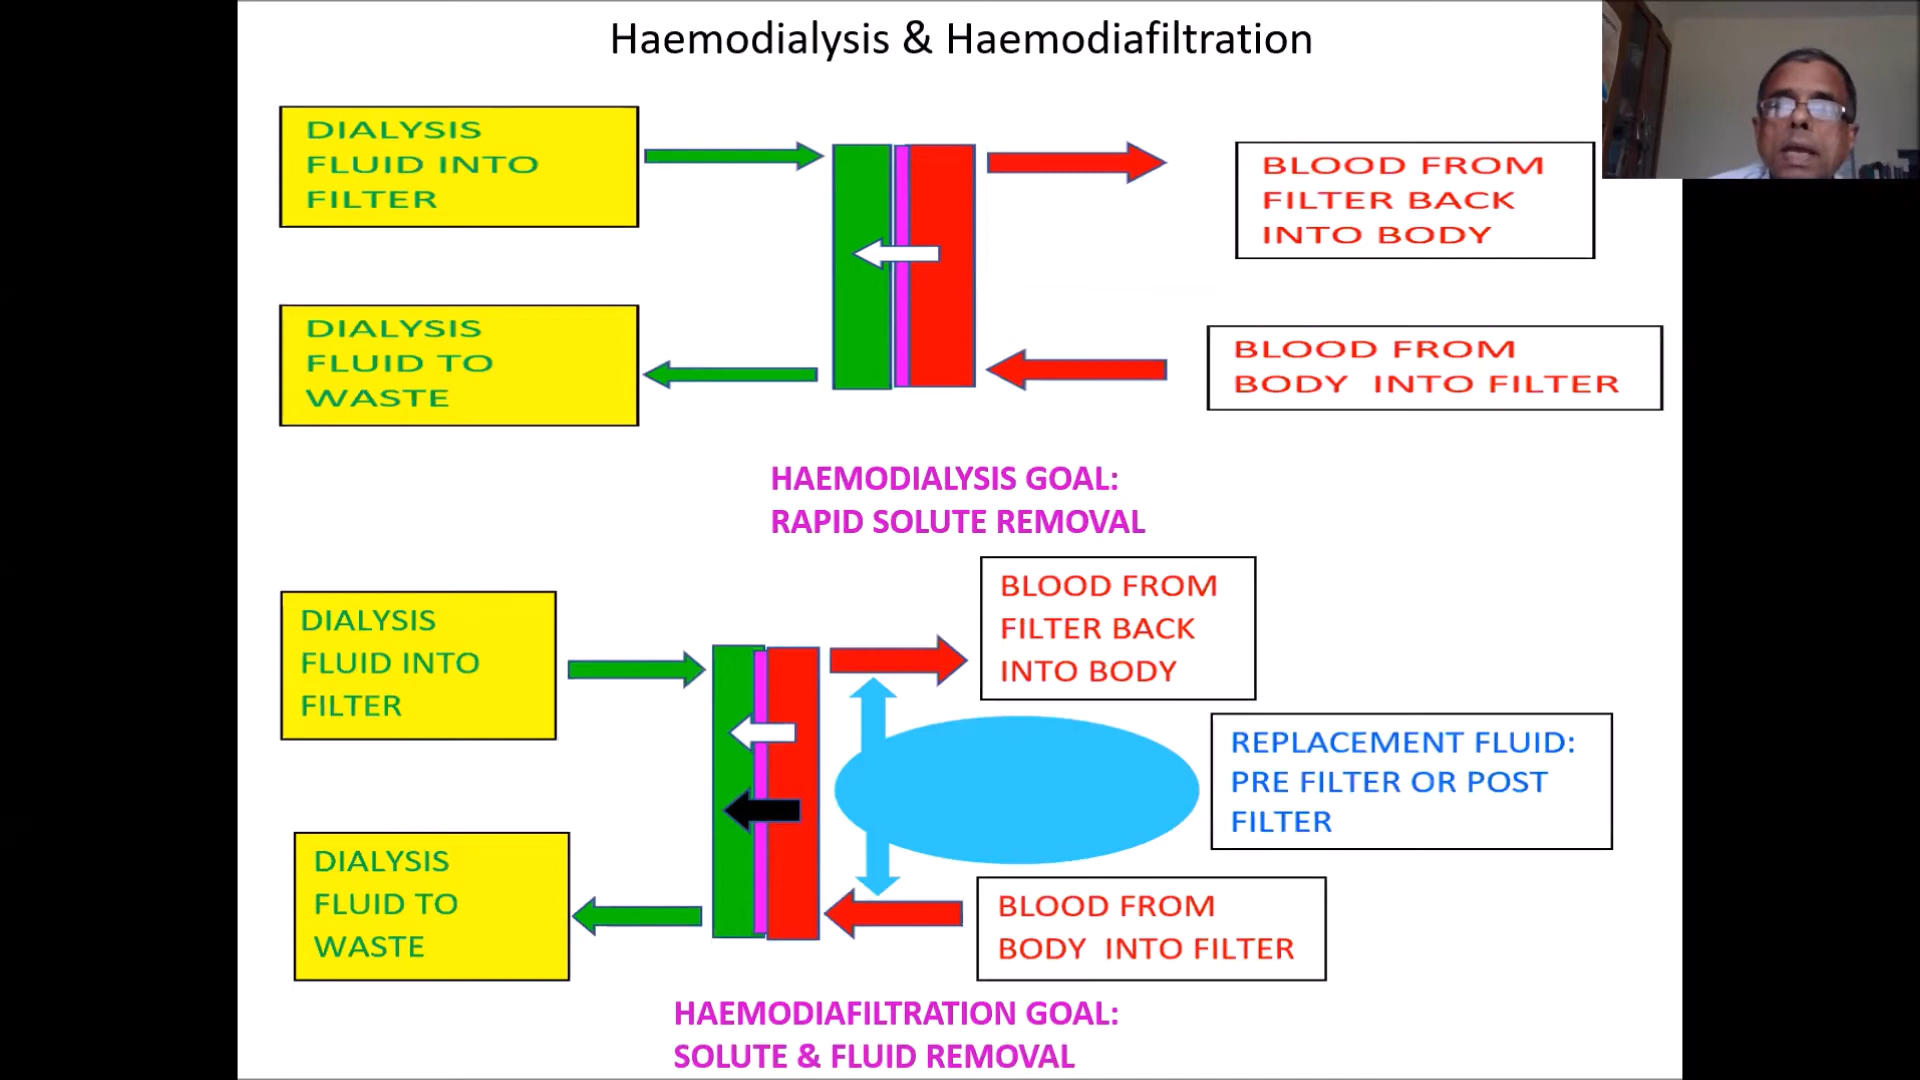 Haemodialysis & Haemodiafiltration
DIALYSIS
FLUID INTO
FILTER
BLOOD FROM
FILTER BACK
INTO BODY
DIALYSIS
FLUID TO
WASTE
BLOOD FROM
BODY INTO FILTER
HAEMODIALYSIS GOAL:
RAPID SOLUTE REMOVAL
DIALYSIS
FLUID INTO
FILTER
BLOOD FROM
FILTER BACK
INTO BODY
REPLACEMENT FLUID:
PRE FILTER OR POST
FILTER
DIALYSIS
FLUID TO
WASTE
BLOOD FROM
BODY INTO FILTER
HAEMODIAFILTRATION GOAL:
SOLUTE & FLUID REMOVAL